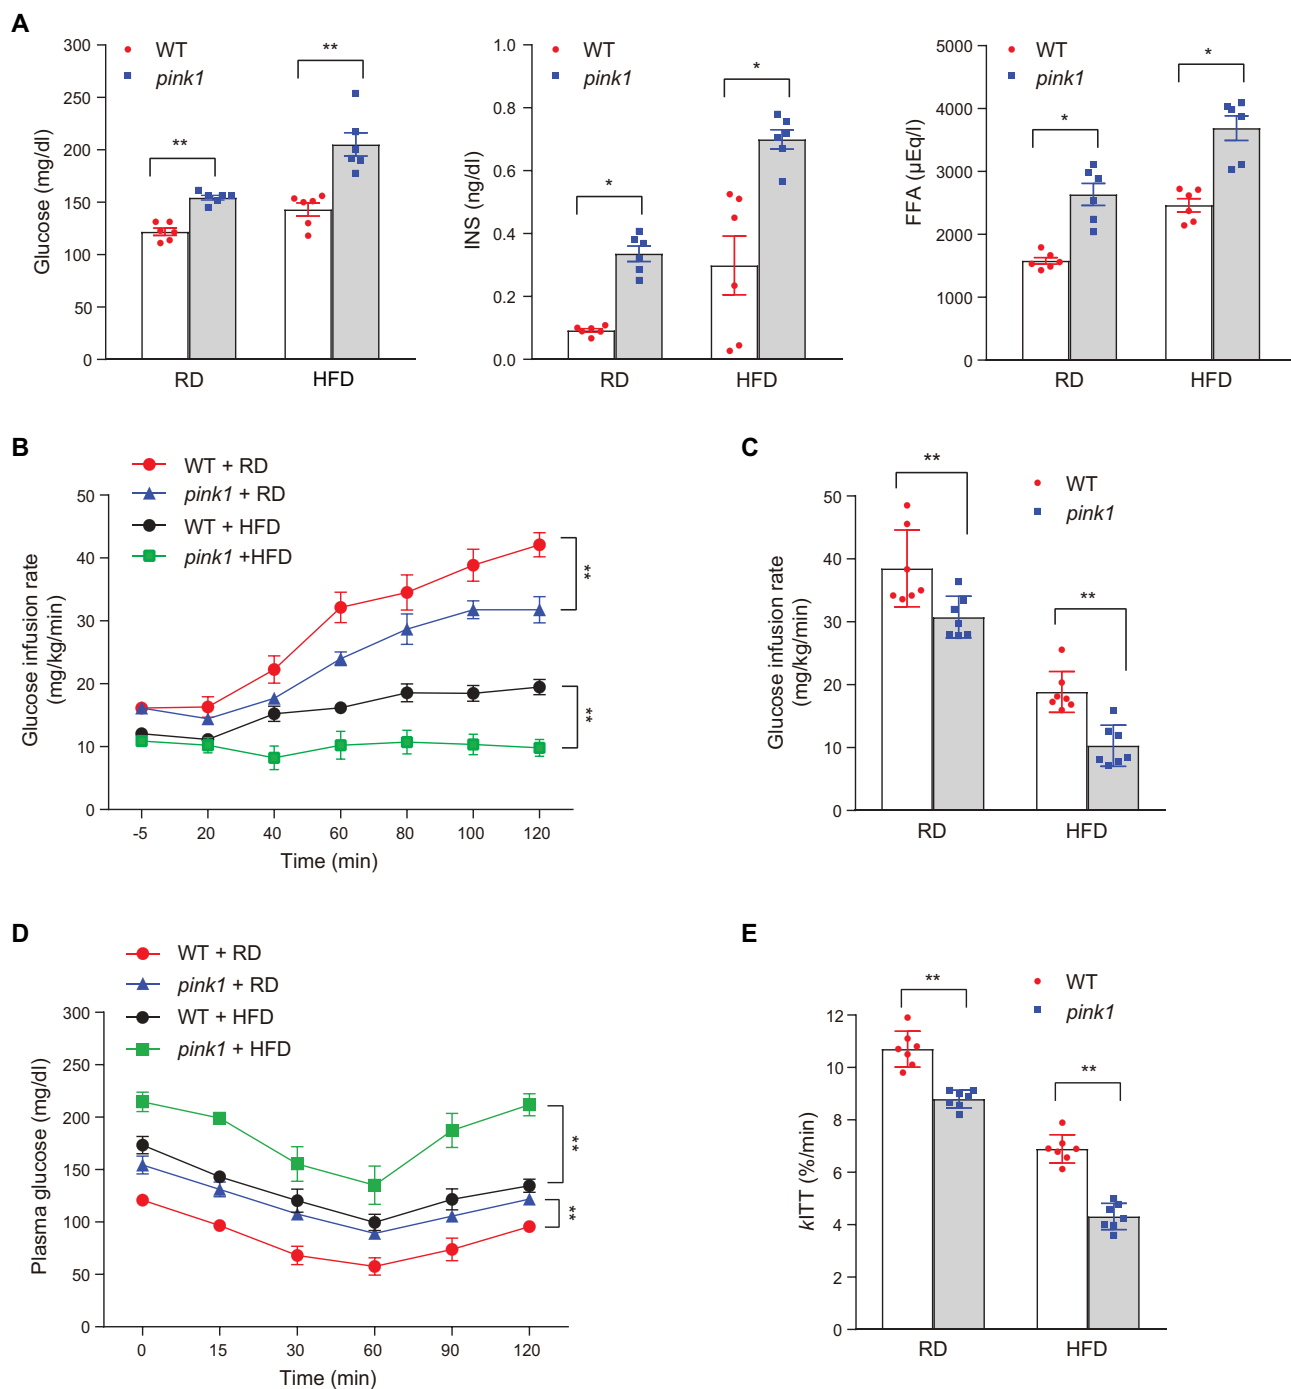 A
WT
pink1
**
**
Glucose (mg/dl)
300
250
200
150
100
50
0
RD
HFD
WT
pink1
*
*
INS (ng/dl)
1.0
0.8
0.6
0.4
0.2
0.0
RD
HFD
WT
pink1
*
*
FFA (µEq/l)
5000
4000
3000
2000
1000
0
RD
HFD
B
WT + RD
pink1 + RD
WT + HFD
pink1 +HFD
Glucose infusion rate
(mg/kg/min)
50
40
30
20
10
0
**
**
-5
20
40
60
80
100
120
Time (min)
C
WT
pink1
**
**
Glucose infusion rate
(mg/kg/min)
50
40
30
20
10
0
RD
HFD
D
WT + RD
pink1 + RD
WT + HFD
pink1 + HFD
Plasma glucose (mg/dl)
300
250
200
150
100
50
0
**
**
0
15
30
60
90
120
Time (min)
E
WT
pink1
**
**
kITT (%/min)
12
10
8
6
4
2
0
RD
HFD